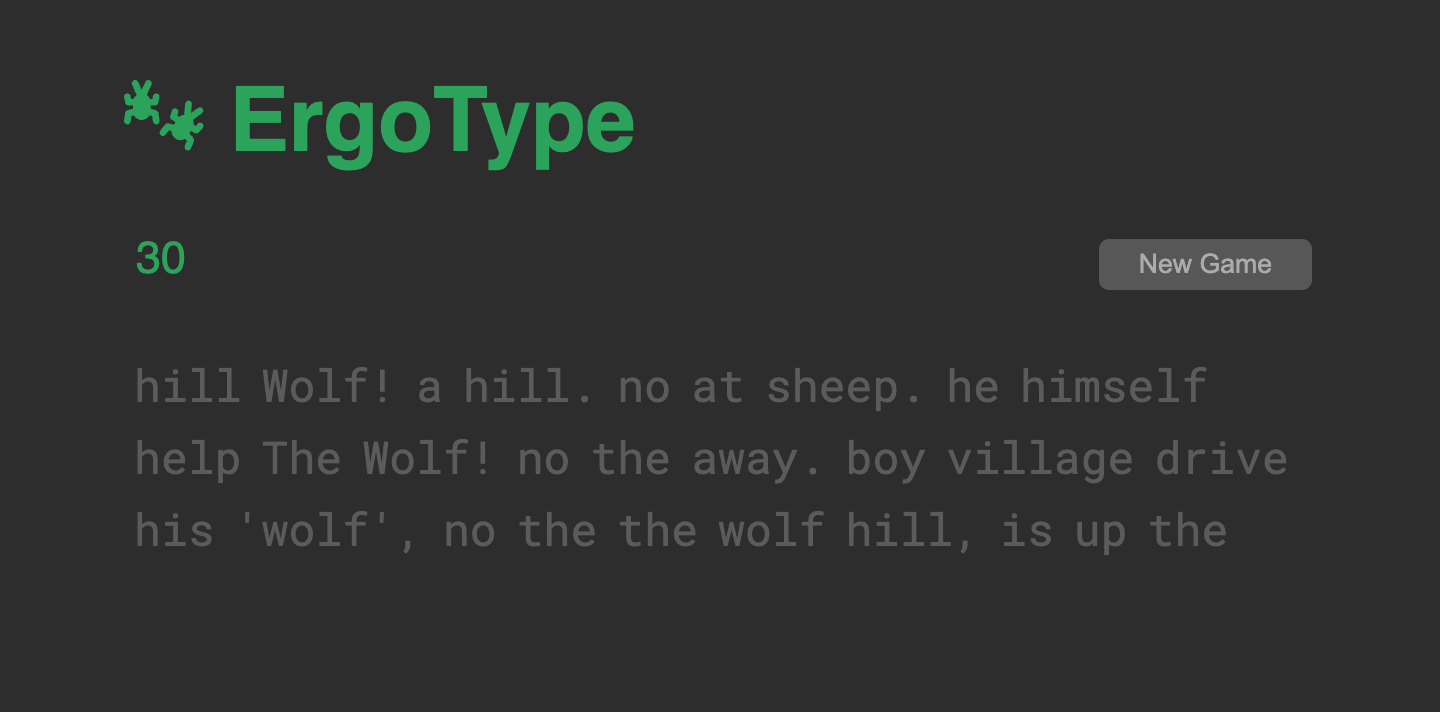 ErgoType
30
New Game
hill Wolf! a hill. no at sheep. he himself
help The Wolf! no the away. boy village drive
his 'wolf', no the the wolf hill, is up the